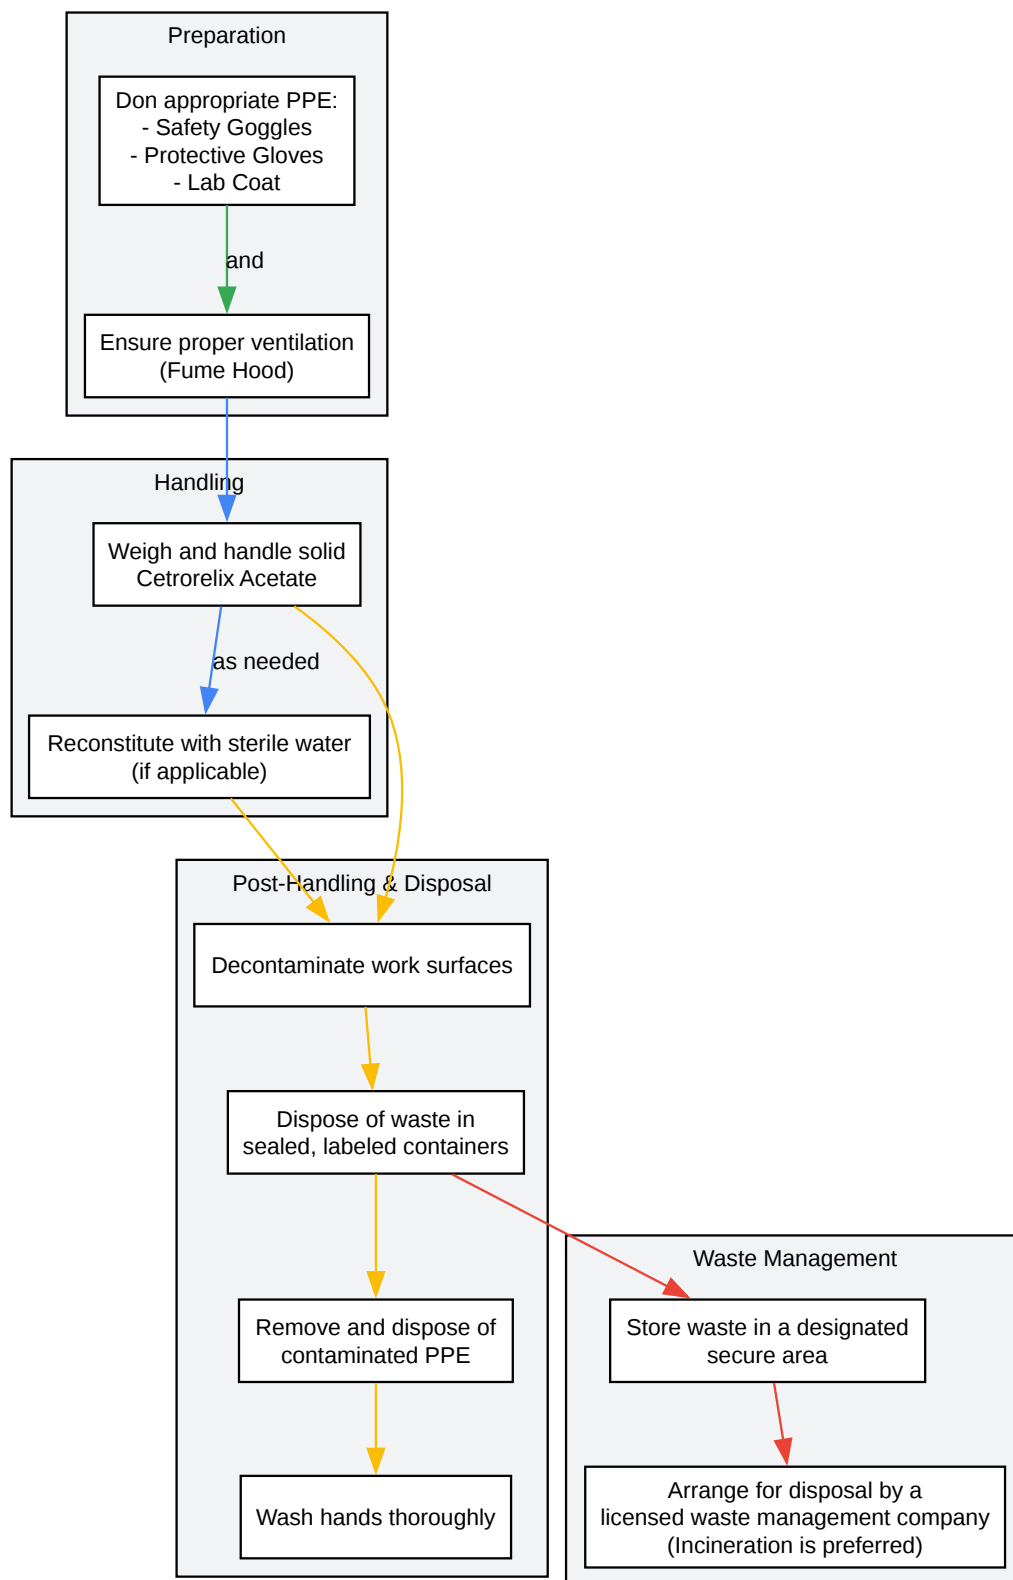 Preparation
Don appropriate PPE:
- Safety Goggles
- Protective Gloves
- Lab Coat
and
Ensure proper ventilation
(Fume Hood)
Handling
Weigh and handle solid
Cetrorelix Acetate
as needed
Reconstitute with sterile water
(if applicable)
Post-Handling & Disposal
Decontaminate work surfaces
Dispose of waste in
sealed, labeled containers
Remove and dispose of
contaminated PPE
Wash hands thoroughly
Waste Management
Store waste in a designated
secure area
Arrange for disposal by a
licensed waste management company
(Incineration is preferred)